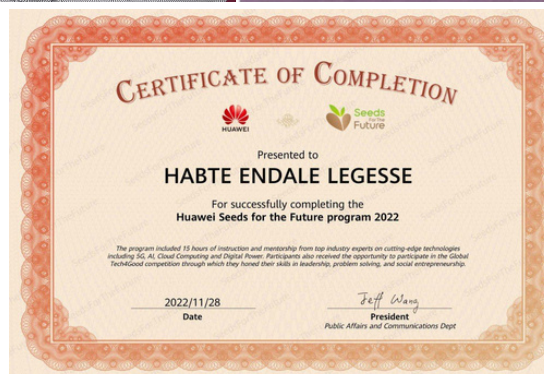 CERTIFICATE OF COMPLETION
HUAWEI
Seeds
For The
Future
Presented to
HABTE ENDALE LEGESSE
For successfully completing the
Huawei Seeds for the Future program 2022
The program included 15 hours of instruction and mentorship from top industry experts on cutting-edge technologies
including 5G, AI, Cloud Computing and Digital Power. Participants also received the opportunity to participate in the Global
Tech4Good competition through which they honed their skills in leadership, problem solving, and social entrepreneurship.
2022/11/28
Jeff Wang
Date
President
Public Affairs and Communications Dept